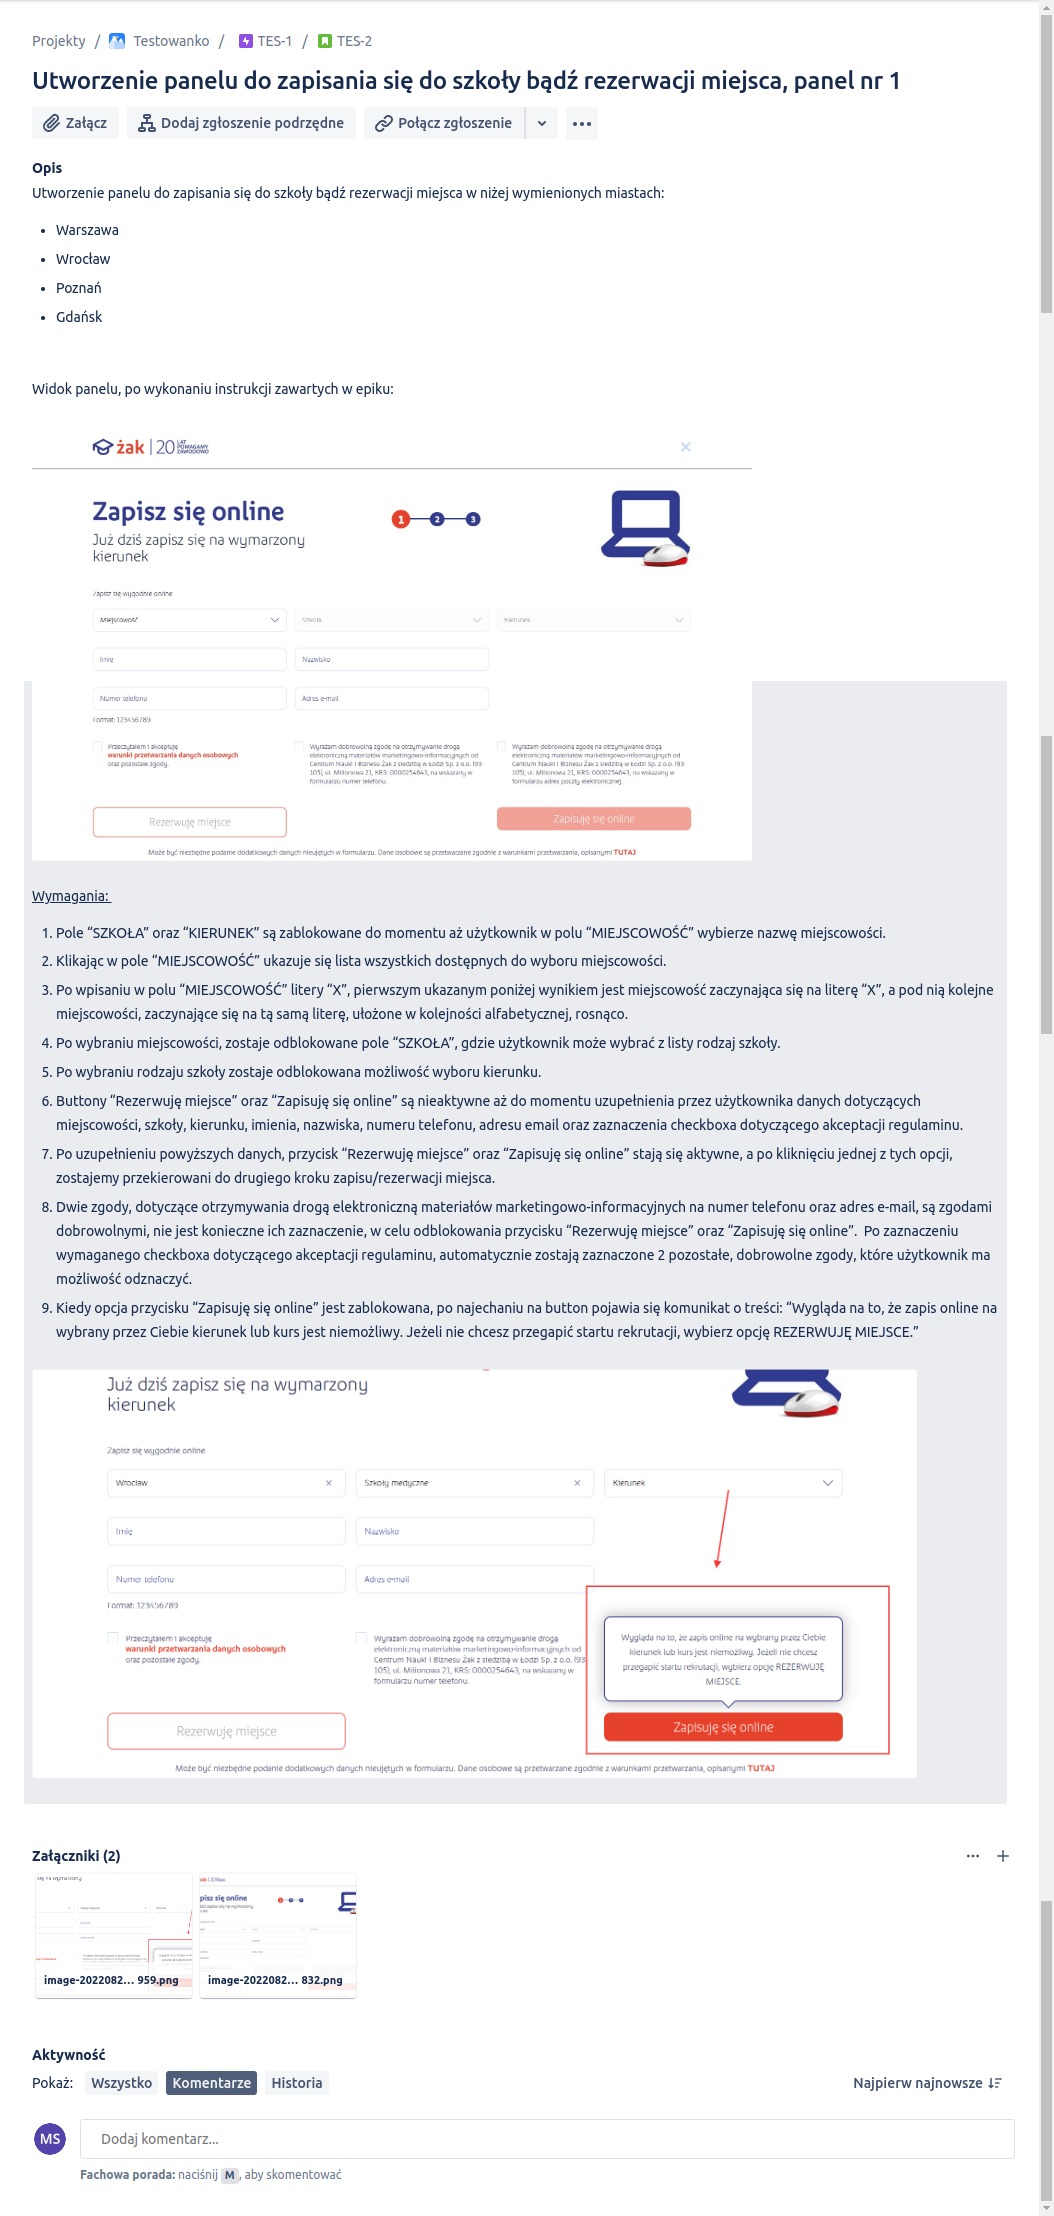 Projekty / Testowanko / TES-1 / TES-2
Utworzenie panelu do zapisania się do szkoły bądź rezerwacji miejsca, panel nr 1
Załącz Dodaj zgłoszenie podrzędne Połącz zgłoszenie
Opis
Utworzenie panelu do zapisania się do szkoły bądź rezerwacji miejsca w niżej wymienionych miastach:
• Warszawa
• Wrocław
• Poznań
• Gdańsk
Widok panelu, po wykonaniu instrukcji zawartych w epiku:
żak | 20 LAT POMAGAMY ZAWODOWO
Zapisz się online
1 2 3
Już dziś zapisz się na wymarzony
kierunek
Zapisz się wygodnie online
Miejscowość Szkoła Kierunek
Imię Nazwisko
Numer telefonu Adres e-mail
Format: 123456789
Przeczytałem i akceptuję
warunki przetwarzania danych osobowych
oraz pozostałe zgody.
Wyrażam dobrowolną zgodę na otrzymywanie drogą
elektroniczną materiałów marketingowo-informacyjnych od
Centrum Nauki i Biznesu Żak z siedzibą w Łodzi Sp. z o.o. (93-
105), ul. Milionowa 21, KRS: 0000254643, na wskazany w
formularzu numer telefonu.
Wyrażam dobrowolną zgodę na otrzymywanie drogą
elektroniczną materiałów marketingowo-informacyjnych od
Centrum Nauki i Biznesu Żak z siedzibą w Łodzi Sp. z o.o. (93-
105), ul. Milionowa 21, KRS: 0000254643, na wskazany w
formularzu adres poczty elektronicznej.
Rezerwuję miejsce Zapisuję się online
Może być niezbędne podanie dodatkowych danych nieujętych w formularzu. Dane osobowe są przetwarzane zgodnie z warunkami przetwarzania, opisanymi TUTAJ
Wymagania:
1. Pole “SZKOŁA” oraz “KIERUNEK” są zablokowane do momentu aż użytkownik w polu “MIEJSCOWOŚĆ” wybierze nazwę miejscowości.
2. Klikając w pole “MIEJSCOWOŚĆ” ukazuje się lista wszystkich dostępnych do wyboru miejscowości.
3. Po wpisaniu w polu “MIEJSCOWOŚĆ” litery “X”, pierwszym ukazanym poniżej wynikiem jest miejscowość zaczynająca się na literę “X”, a pod nią kolejne
miejscowości, zaczynające się na tą samą literę, ułożone w kolejności alfabetycznej, rosnąco.
4. Po wybraniu miejscowości, zostaje odblokowane pole “SZKOŁA”, gdzie użytkownik może wybrać z listy rodzaj szkoły.
5. Po wybraniu rodzaju szkoły zostaje odblokowana możliwość wyboru kierunku.
6. Buttony “Rezerwuję miejsce” oraz “Zapisuję się online” są nieaktywne aż do momentu uzupełnienia przez użytkownika danych dotyczących
miejscowości, szkoły, kierunku, imienia, nazwiska, numeru telefonu, adresu email oraz zaznaczenia checkboxa dotyczącego akceptacji regulaminu.
7. Po uzupełnieniu powyższych danych, przycisk “Rezerwuję miejsce” oraz “Zapisuję się online” stają się aktywne, a po kliknięciu jednej z tych opcji,
zostajemy przekierowani do drugiego kroku zapisu/rezerwacji miejsca.
8. Dwie zgody, dotyczące otrzymywania drogą elektroniczną materiałów marketingowo-informacyjnych na numer telefonu oraz adres e-mail, są zgodami
dobrowolnymi, nie jest konieczne ich zaznaczenie, w celu odblokowania przycisku “Rezerwuję miejsce” oraz “Zapisuję się online”. Po zaznaczeniu
wymaganego checkboxa dotyczącego akceptacji regulaminu, automatycznie zostają zaznaczone 2 pozostałe, dobrowolne zgody, które użytkownik ma
możliwość odznaczyć.
9. Kiedy opcja przycisku “Zapisuję się online” jest zablokowana, po najechaniu na button pojawia się komunikat o treści: “Wygląda na to, że zapis online na
wybrany przez Ciebie kierunek lub kurs jest niemożliwy. Jeżeli nie chcesz przegapić startu rekrutacji, wybierz opcję REZERWUJĘ MIEJSCE.”
Już dziś zapisz się na wymarzony
kierunek
Zapisz się wygodnie online
Wrocław Szkoły medyczne Kierunek
Imię Nazwisko
Numer telefonu Adres e-mail
Format: 123456789
Przeczytałem i akceptuję
warunki przetwarzania danych osobowych
oraz pozostałe zgody.
Wyrażam dobrowolną zgodę na otrzymywanie drogą
elektroniczną materiałów marketingowo-informacyjnych od
Centrum Nauki i Biznesu Żak z siedzibą w Łodzi Sp. z o.o. (93
105), ul. Milionowa 21, KRS: 0000254643, na wskazany w
formularzu numer telefonu.
Wygląda na to, że zapis online na wybrany przez Ciebie
kierunek lub kurs jest niemożliwy. Jeżeli nie chcesz
przegapić startu rekrutacji, wybierz opcję REZERWUJĘ
MIEJSCE.
Rezerwuję miejsce Zapisuję się online
Może być niezbędne podanie dodatkowych danych nieujętych w formularzu. Dane osobowe są przetwarzane zgodnie z warunkami przetwarzania, opisanymi TUTAJ
Załączniki (2)
image-2022082... 959.png image-2022082... 832.png
Aktywność
Pokaż: Wszystko Komentarze Historia Najpierw najnowsze
MS Dodaj komentarz...
Fachowa porada: naciśnij M, aby skomentować